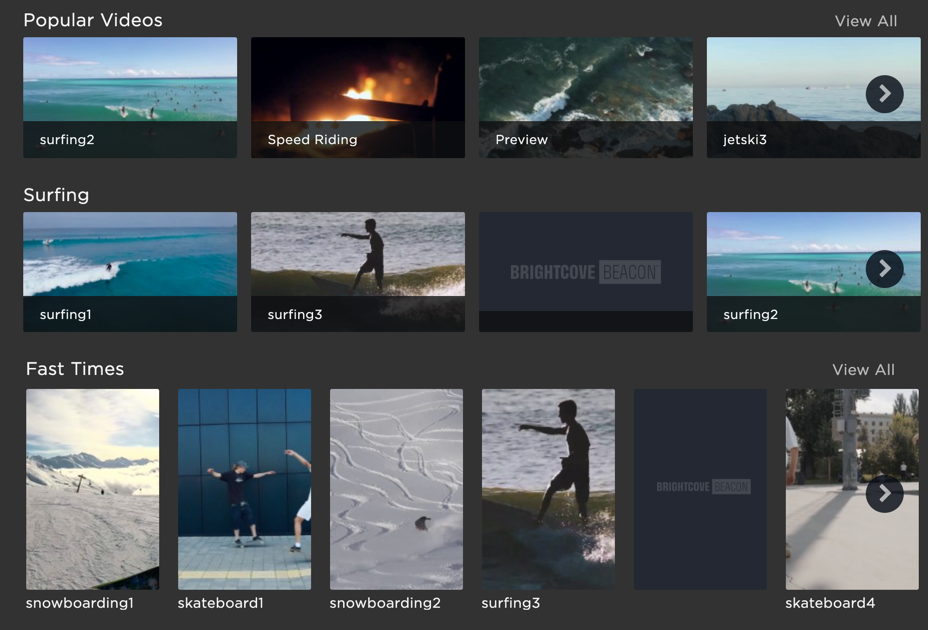 Popular Videos
View All
surfing2
Speed Riding
Preview
jetski3
Surfing
surfing1
surfing3
BRIGHTCOVE BEACON
surfing2
Fast Times
View All
BRIGHTCOVE BEACON
snowboarding1
skateboard1
snowboarding2
surfing3
skateboard4